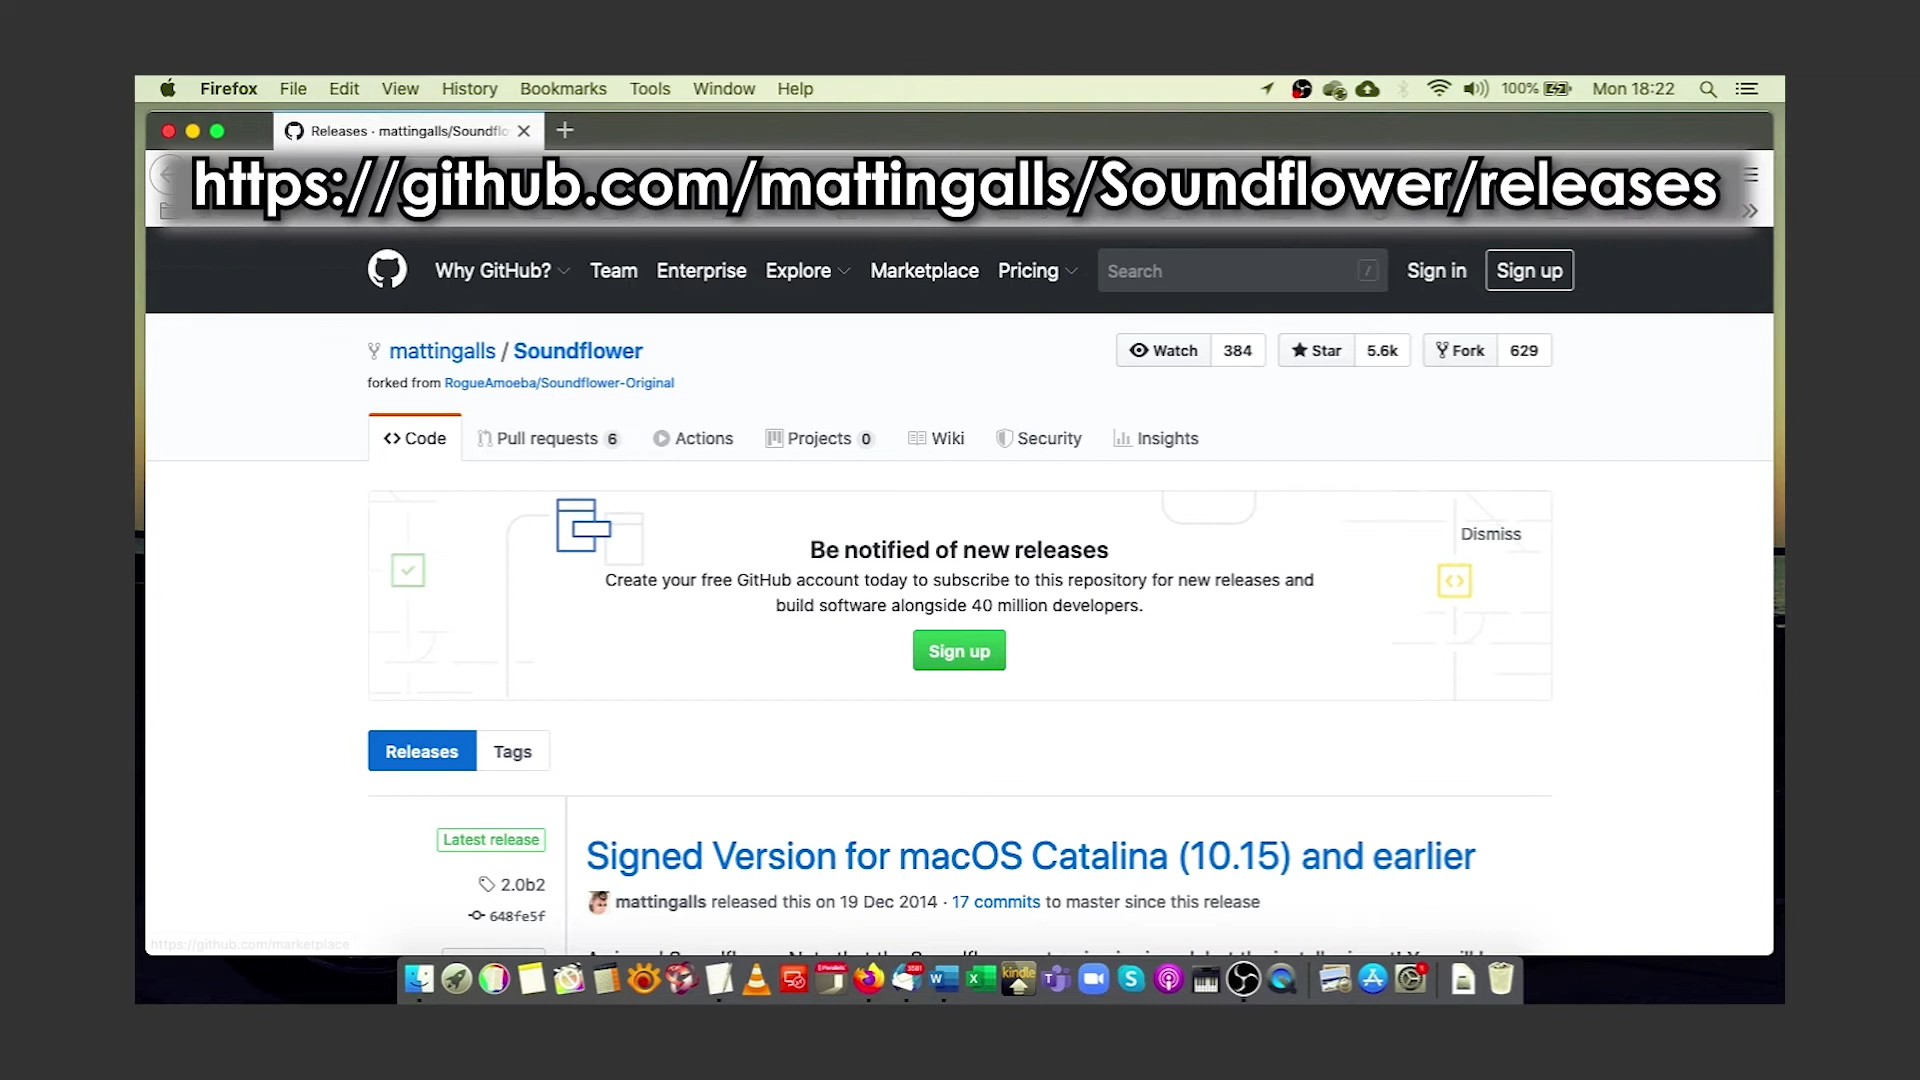 Firefox File Edit View History Bookmarks Tools Window Help 100% Mon 18:22
Releases · mattingalls/Soundflo
https://github.com/mattingalls/Soundflower/releases
Why GitHub? Team Enterprise Explore Marketplace Pricing Search / Sign in Sign up
mattingalls / Soundflower Watch 384 Star 5.6k Fork 629
forked from RogueAmoeba/Soundflower-Original
Code Pull requests 6 Actions Projects 0 Wiki Security Insights
Dismiss
Be notified of new releases
Create your free GitHub account today to subscribe to this repository for new releases and
build software alongside 40 million developers.
Sign up
Releases Tags
Latest release
Signed Version for macOS Catalina (10.15) and earlier
2.0b2
mattingalls released this on 19 Dec 2014 · 17 commits to master since this release
648fe5f
https://github.com/marketplace
kindle